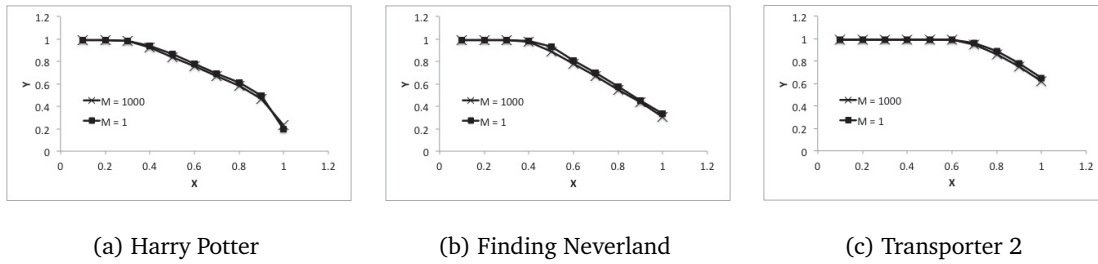 1.2
1
0.8
0.6
0.4
0.2
0
Y
M = 1000
M = 1
0 0.2 0.4 0.6 0.8 1 1.2
X
(a) Harry Potter
1.2
1
0.8
0.6
0.4
0.2
0
Y
M = 1000
M = 1
0 0.2 0.4 0.6 0.8 1 1.2
X
(b) Finding Neverland
1.2
1
0.8
0.6
0.4
0.2
0
Y
M = 1000
M = 1
0 0.2 0.4 0.6 0.8 1 1.2
X
(c) Transporter 2